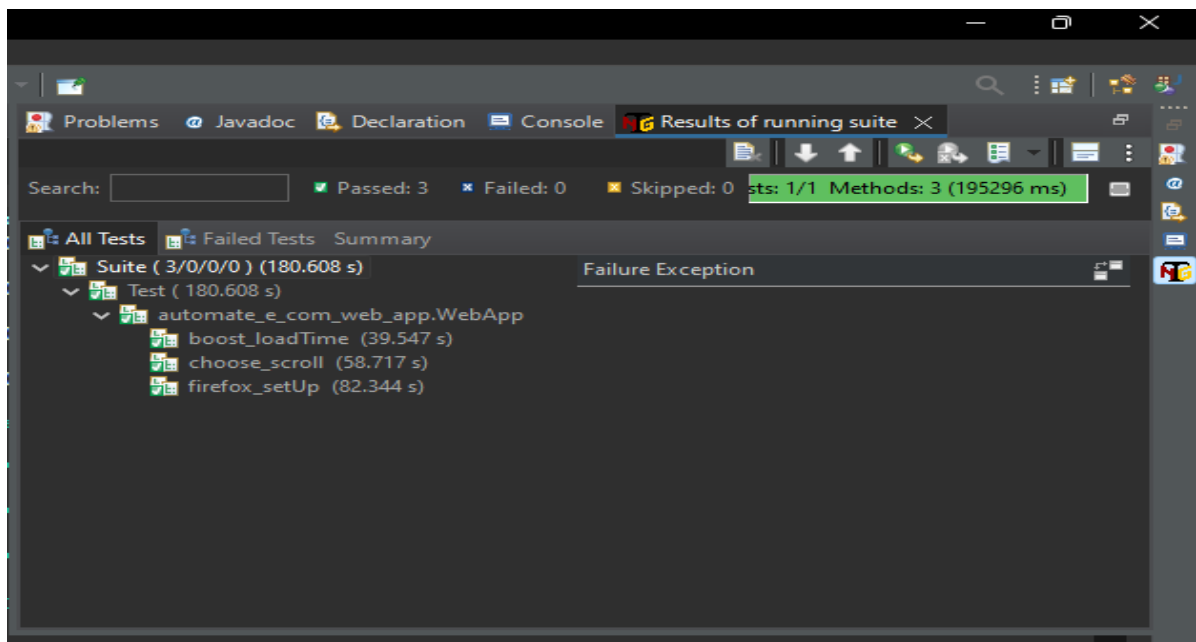 Problems @ Javadoc Declaration Console Results of running suite
Search: Passed: 3 Failed: 0 Skipped: 0 sts: 1/1 Methods: 3 (195296 ms)
All Tests Failed Tests Summary
Suite ( 3/0/0/0 ) (180.608 s) Failure Exception
Test ( 180.608 s)
automate_e_com_web_app.WebApp
boost_loadTime (39.547 s)
choose_scroll (58.717 s)
firefox_setUp (82.344 s)